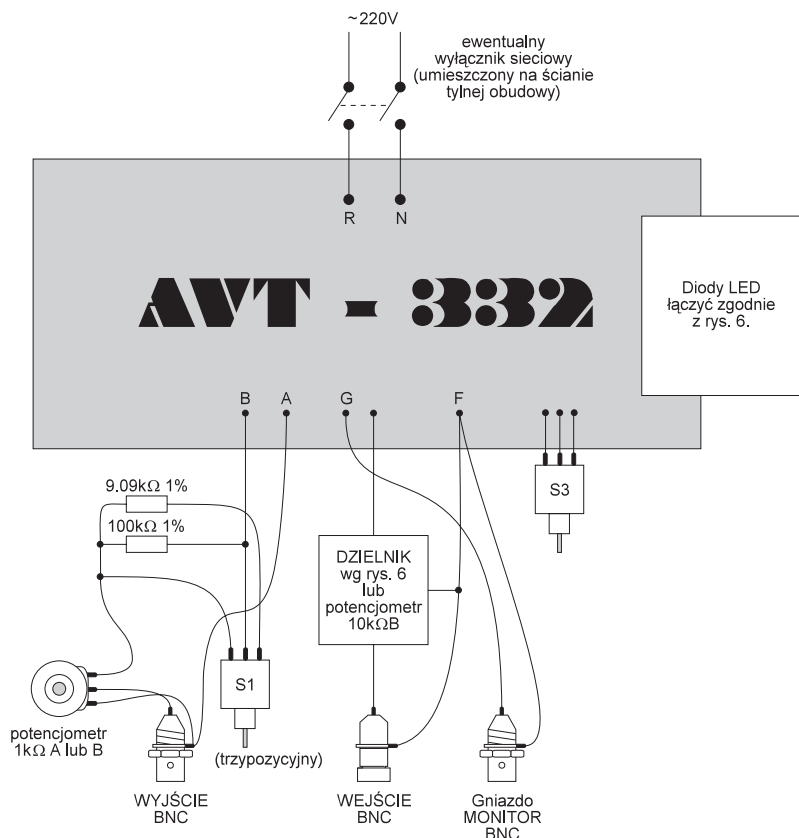 ~220V
ewentualny
wyłącznik sieciowy
(umieszczony na ścianie
tylnej obudowy)
R
N
AVT - 332
Diody LED
łączyć zgodnie
z rys. 6.
B
A
G
F
9.09kΩ 1%
100kΩ 1%
S3
DZIELNIK
wg rys. 6
lub
potencjometr
10kΩB
S1
potencjometr
1kΩ A lub B
(trzypozycyjny)
WYJŚCIE
BNC
WEJŚCIE
BNC
Gniazdo
MONITOR
BNC